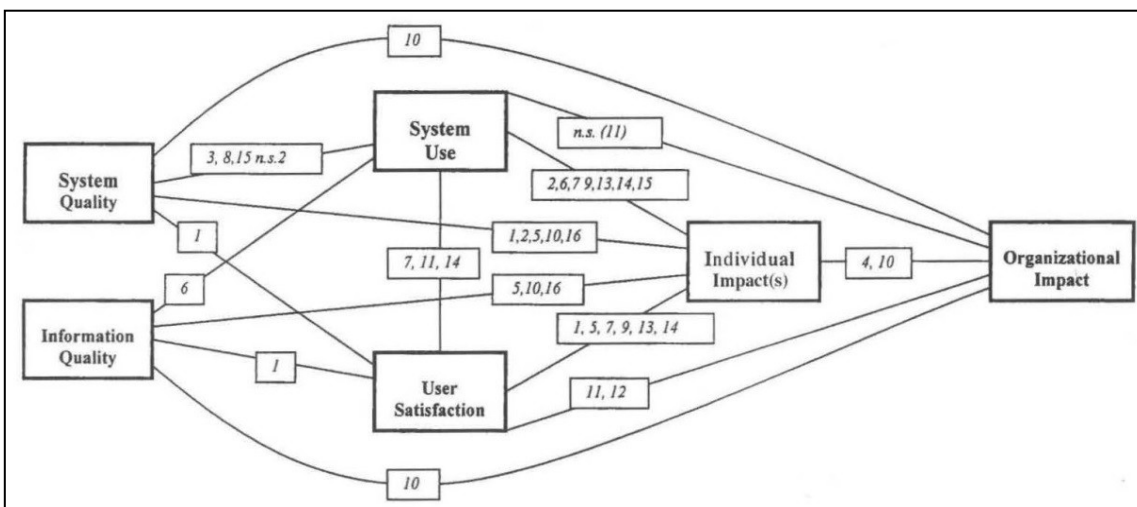 10
System
Use
n.s. (11)
3, 8,15 n.s.2
System
Quality
2,6,7 9,13,14,15
1
1,2,5,10,16
7, 11, 14
Individual
Impact(s)
4, 10
Organizational
Impact
6
5,10,16
Information
Quality
1, 5, 7, 9, 13, 14
1
User
Satisfaction
11, 12
10